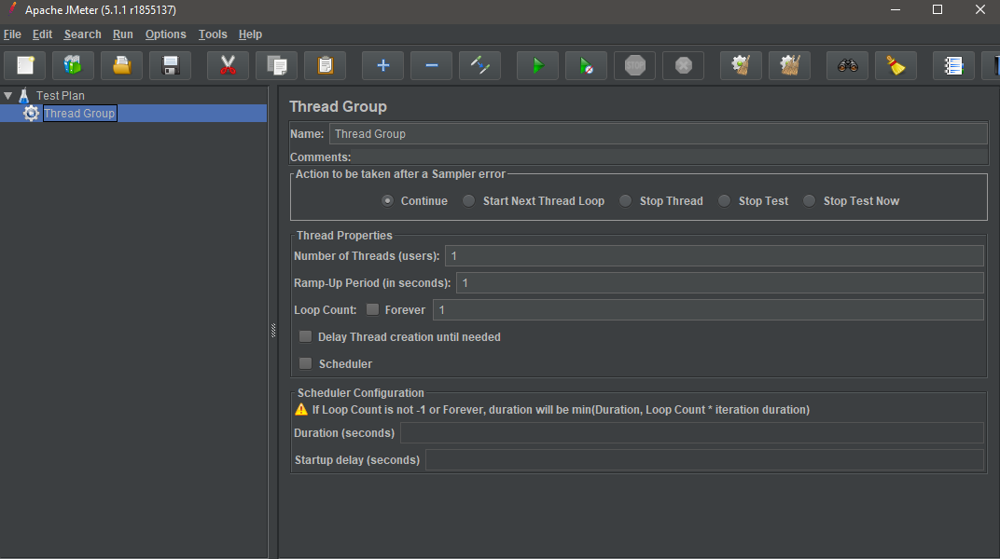 Apache JMeter (5.1.1 r1855137)
File Edit Search Run Options Tools Help
STOP
Test Plan
Thread Group
Thread Group
Name: Thread Group
Comments:
Action to be taken after a Sampler error
Continue Start Next Thread Loop Stop Thread Stop Test Stop Test Now
Thread Properties
Number of Threads (users): 1
Ramp-Up Period (in seconds): 1
Loop Count: Forever 1
Delay Thread creation until needed
Scheduler
Scheduler Configuration
If Loop Count is not -1 or Forever, duration will be min(Duration, Loop Count * iteration duration)
Duration (seconds)
Startup delay (seconds)